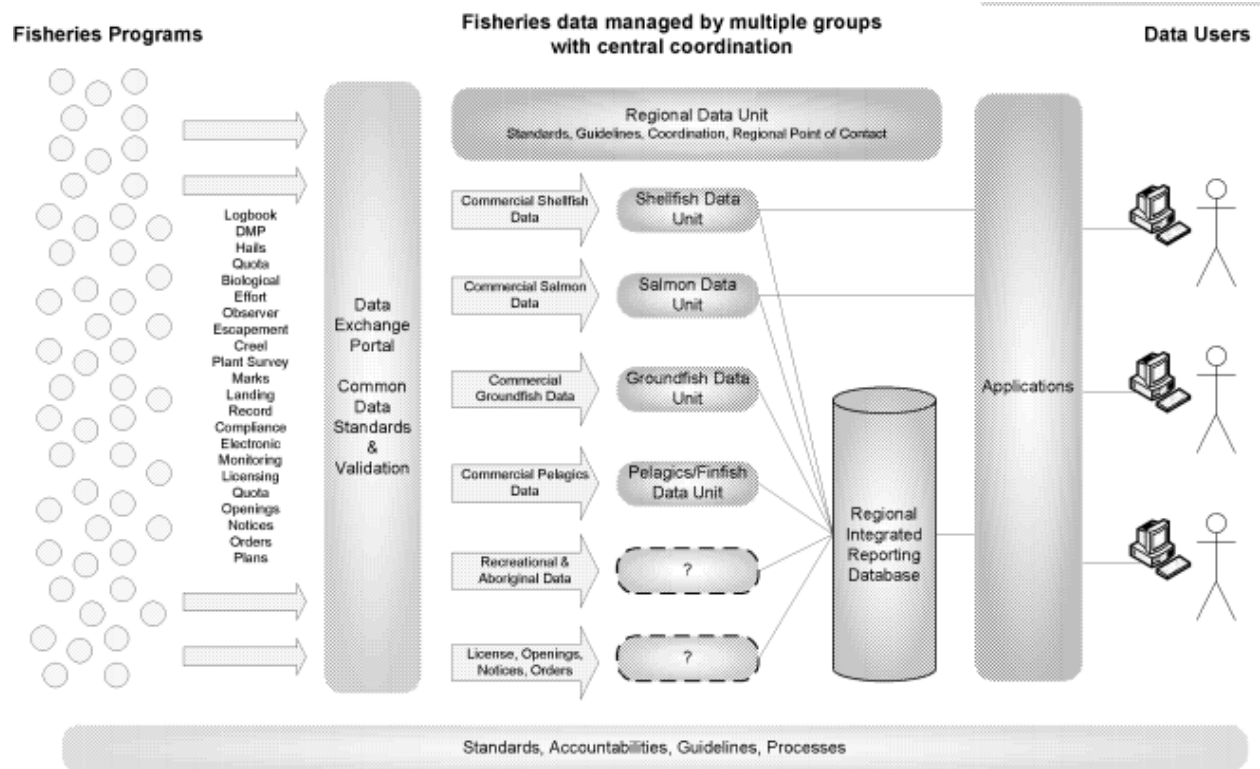 Fisheries Programs
Fisheries data managed by multiple groups
with central coordination
Data Users
Regional Data Unit
Standards, Guidelines, Coordination, Regional Point of Contact
Logbook
DMP
Hails
Quota
Biological
Effort
Observer
Escapement
Creel
Plant Survey
Marks
Landing
Record
Compliance
Electronic
Monitoring
Licensing
Quota
Openings
Notices
Orders
Plans
Data
Exchange
Portal
Common
Data
Standards
&
Validation
Commercial Shellfish
Data
Shellfish Data
Unit
Commercial Salmon
Data
Salmon Data
Unit
Commercial
Groundfish Data
Groundfish Data
Unit
Commercial Pelagics
Data
Pelagics/Finfish
Data Unit
Recreational &
Aboriginal Data
?
License, Openings,
Notices, Orders
?
Regional
Integrated
Reporting
Database
Applications
Standards, Accountabilities, Guidelines, Processes